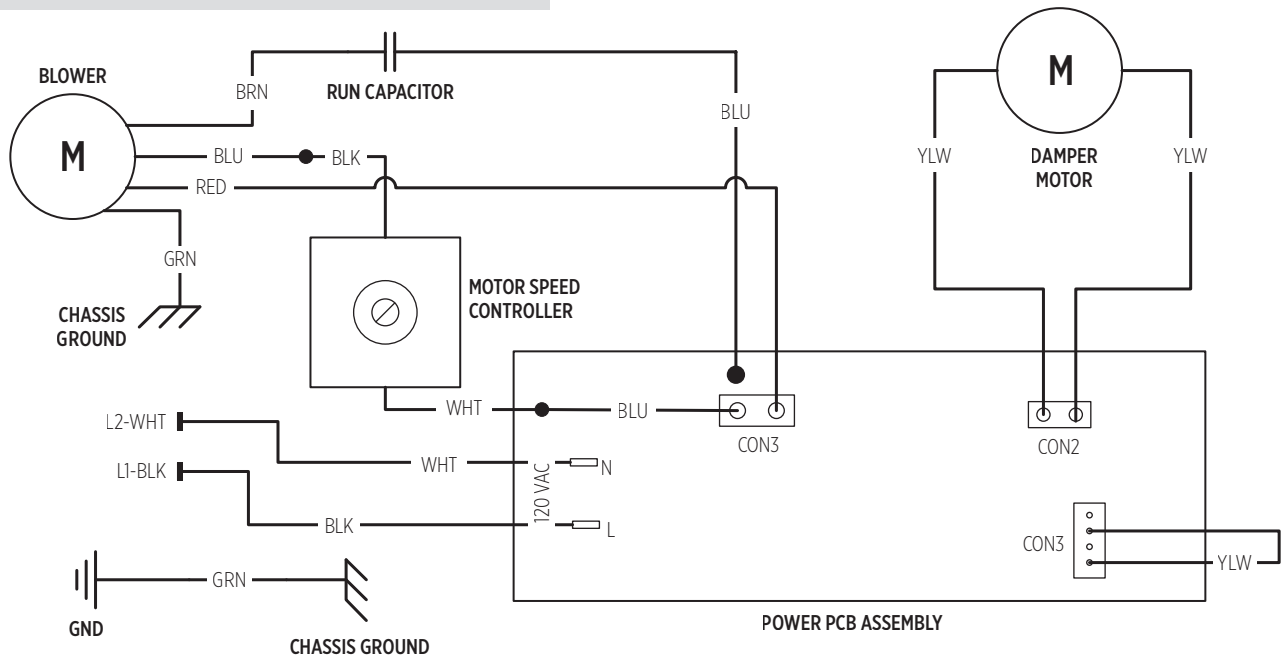 BLOWER
M
BRN
RUN CAPACITOR
BLU
M
YLW
YLW
DAMPER
MOTOR
BLU
BLK
RED
GRN
CHASSIS
GROUND
MOTOR SPEED
CONTROLLER
WHT
BLU
CON3
CON2
L2-WHT
WHT
N
L1-BLK
120 VAC
BLK
L
CON3
YLW
GRN
GND
CHASSIS GROUND
POWER PCB ASSEMBLY